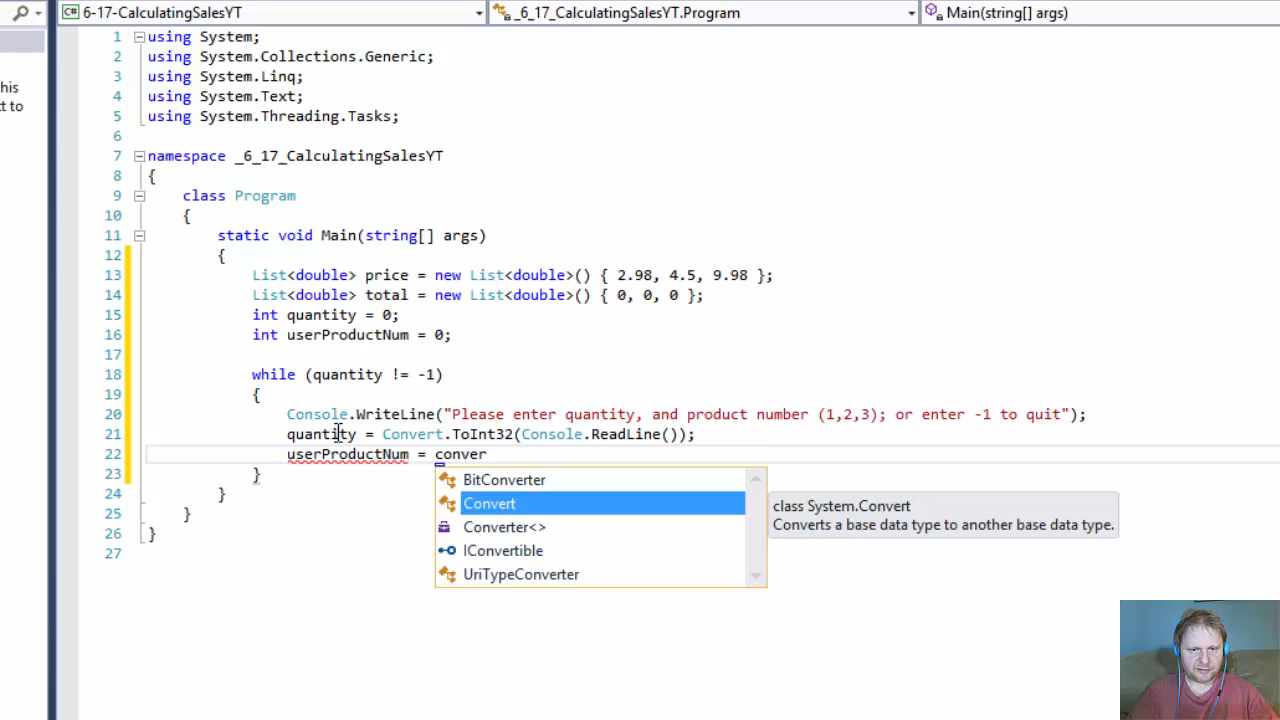 6-17-CalculatingSalesYT
_6_17_CalculatingSalesYT.Program
Main(string[] args)
his
t to
1 using System;
2 using System.Collections.Generic;
3 using System.Linq;
4 using System.Text;
5 using System.Threading.Tasks;
6
7 namespace _6_17_CalculatingSalesYT
8 {
9 class Program
10 {
11 static void Main(string[] args)
12 {
13 List<double> price = new List<double>() { 2.98, 4.5, 9.98 };
14 List<double> total = new List<double>() { 0, 0, 0 };
15 int quantity = 0;
16 int userProductNum = 0;
17
18 while (quantity != -1)
19 {
20 Console.WriteLine("Please enter quantity, and product number (1,2,3); or enter -1 to quit");
21 quantity = Convert.ToInt32(Console.ReadLine());
22 userProductNum = conver
23 }
24 }
25 }
26 }
27
BitConverter
Convert
Converter<>
IConvertible
UriTypeConverter
class System.Convert
Converts a base data type to another base data type.